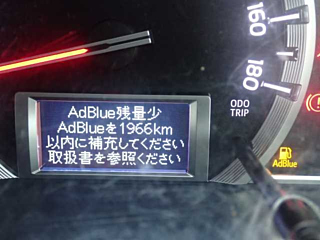 160
180
AdBlue残量少
AdBlueを1966km
以内に補充してください
取扱書を参照ください
ODO
TRIP
AdBlue